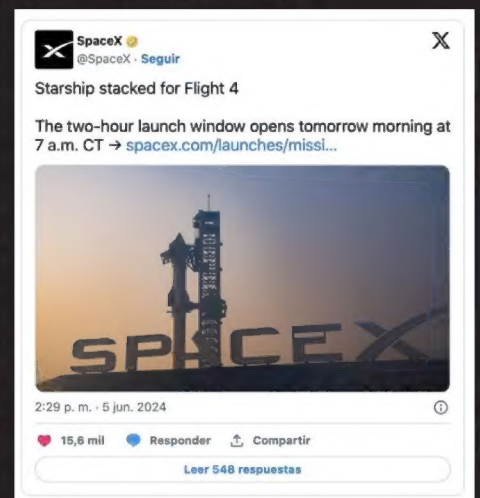 SpaceX
@SpaceX · Seguir
Starship stacked for Flight 4
The two-hour launch window opens tomorrow morning at
7 a.m. CT → spacex.com/launches/missi...
SPACEX
2:29 p. m. · 5 jun. 2024
15,6 mil Responder Compartir
Leer 548 respuestas